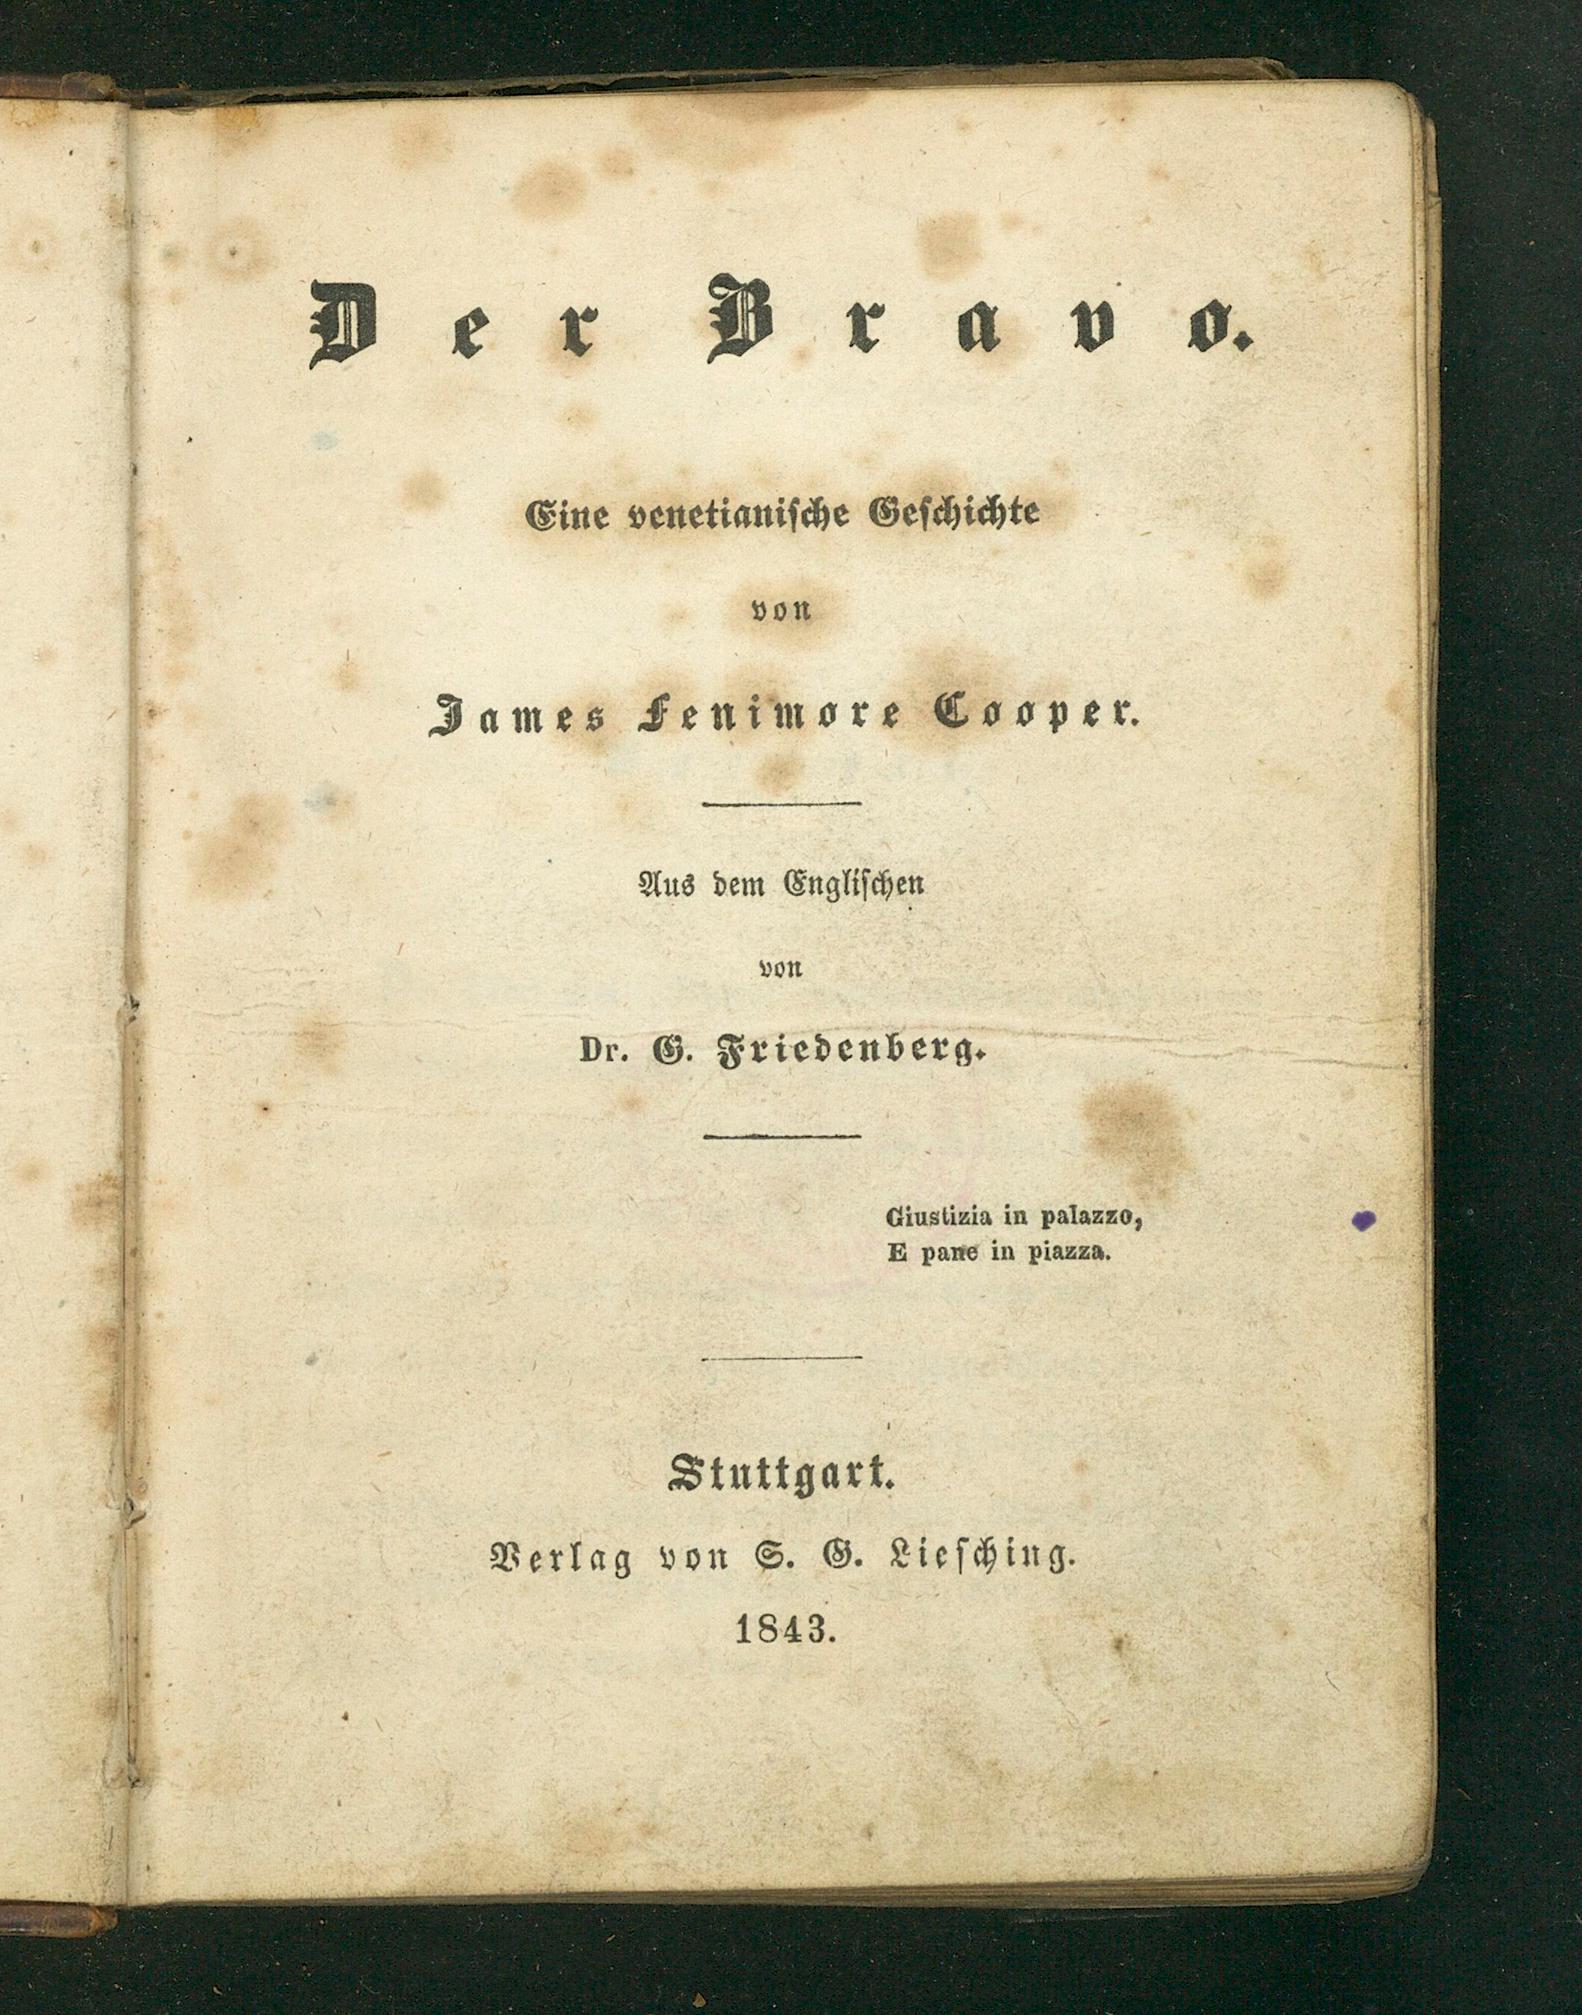 Der Bravo.
Eine venetianiſche Geſchichte
von
James Fenimore Cooper.
Aus dem Engliſchen
von
Dr. G. Friedenberg.
Giustizia in palazzo,
E pane in piazza.
Stuttgart.
Verlag von S. G. Lieſching.
1843.